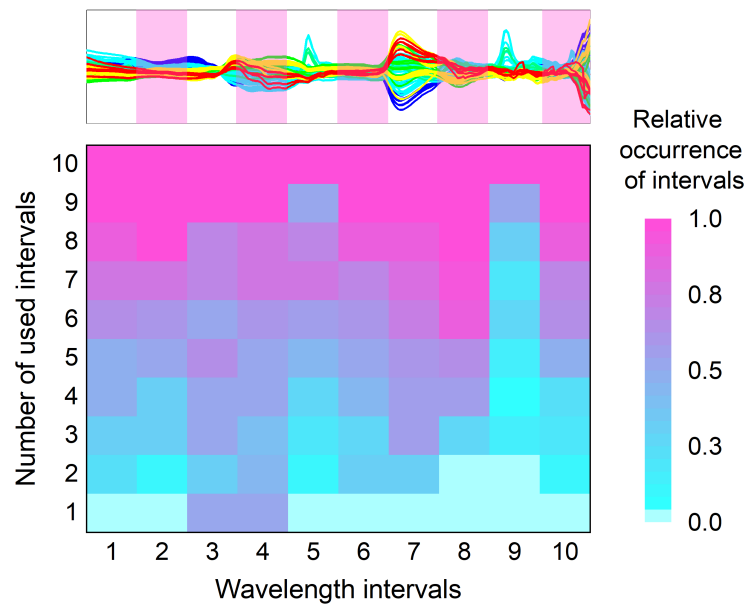 Relative
occurrence
of intervals
Number of used intervals
10
9
8
7
6
5
4
3
2
1
1.0
0.8
0.5
0.3
0.0
1 2 3 4 5 6 7 8 9 10
Wavelength intervals